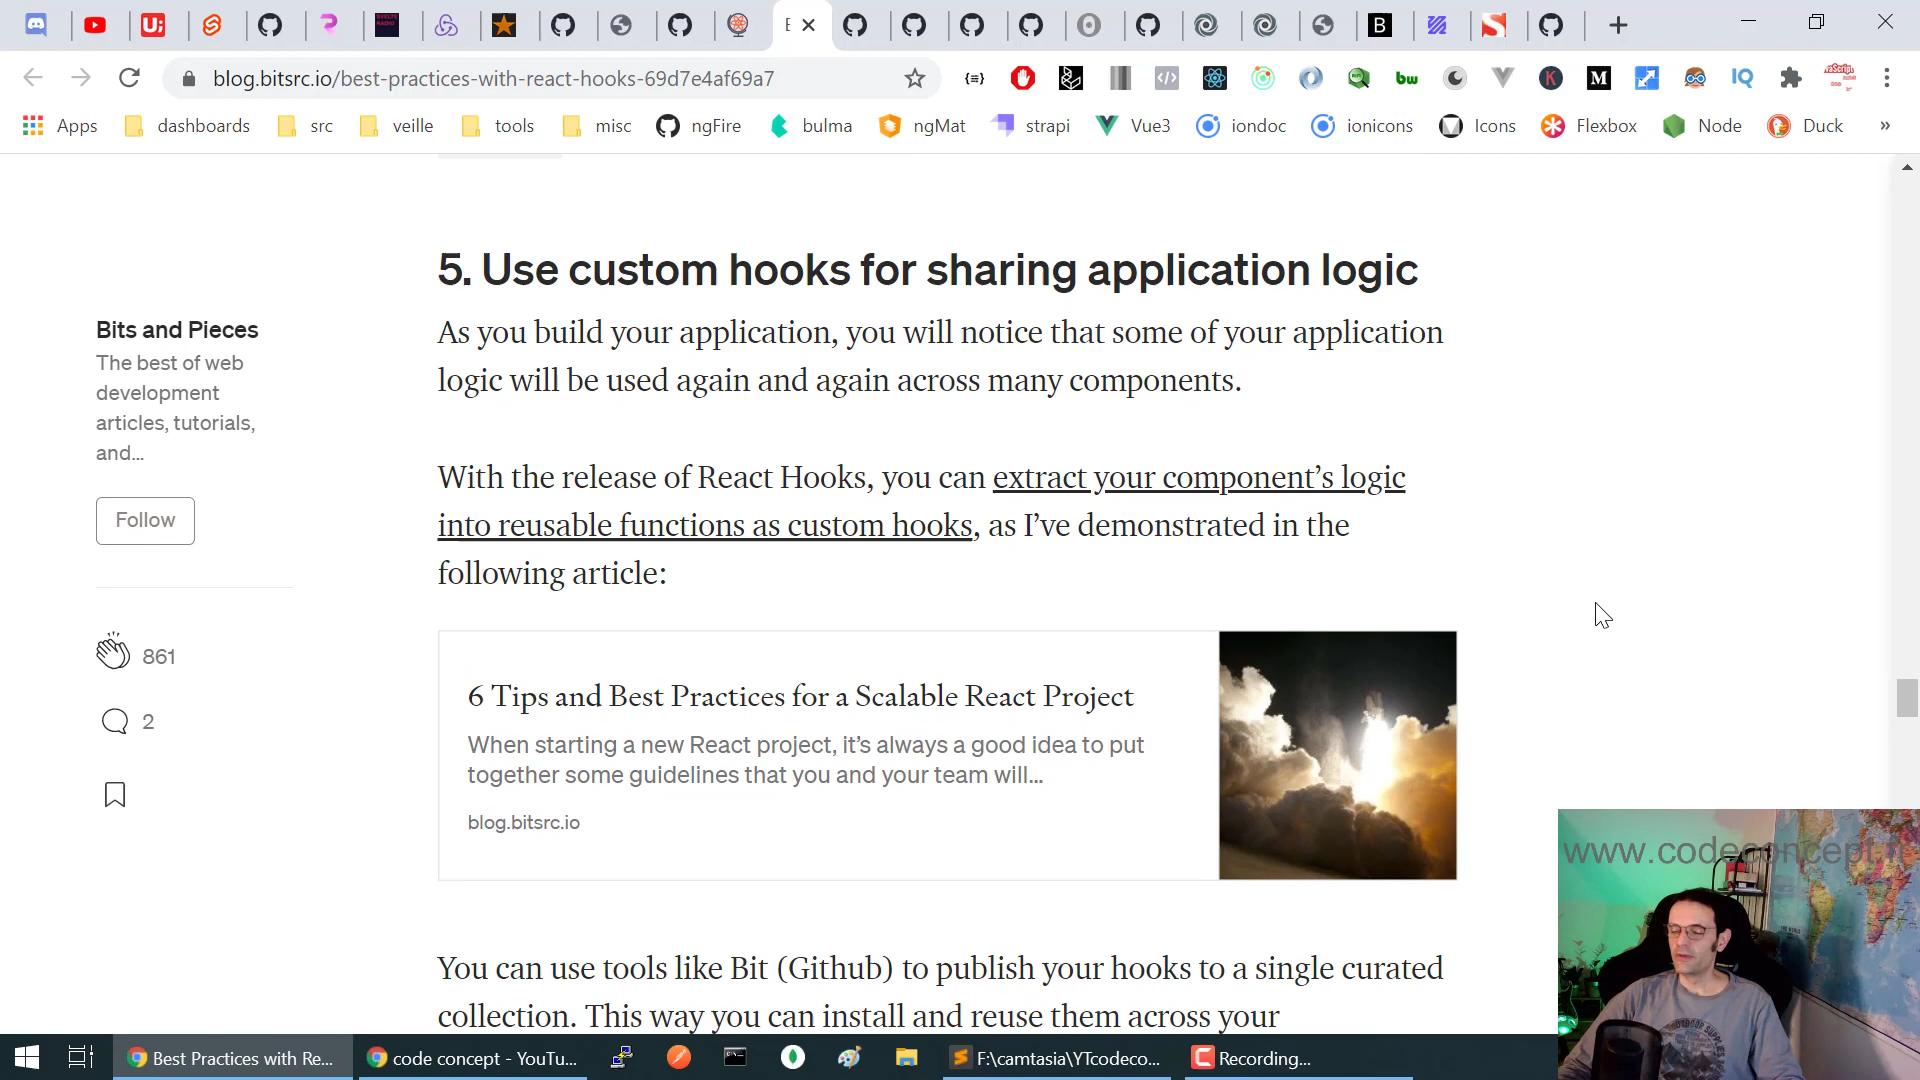 E
blog.bitsrc.io/best-practices-with-react-hooks-69d7e4af69a7
Apps
dashboards
src
veille
tools
misc
ngFire
bulma
ngMat
strapi
Vue3
iondoc
ionicons
Icons
Flexbox
Node
Duck
»
5. Use custom hooks for sharing application logic
As you build your application, you will notice that some of your application
logic will be used again and again across many components.
With the release of React Hooks, you can extract your component’s logic
into reusable functions as custom hooks, as I’ve demonstrated in the
following article:
Bits and Pieces
The best of web
development
articles, tutorials,
and...
Follow
861
2
6 Tips and Best Practices for a Scalable React Project
When starting a new React project, it’s always a good idea to put
together some guidelines that you and your team will...
blog.bitsrc.io
You can use tools like Bit (Github) to publish your hooks to a single curated
collection. This way you can install and reuse them across your
www.codeconcept.fr
Best Practices with Re...
code concept - YouTu...
F:\camtasia\YTcodeco...
Recording...